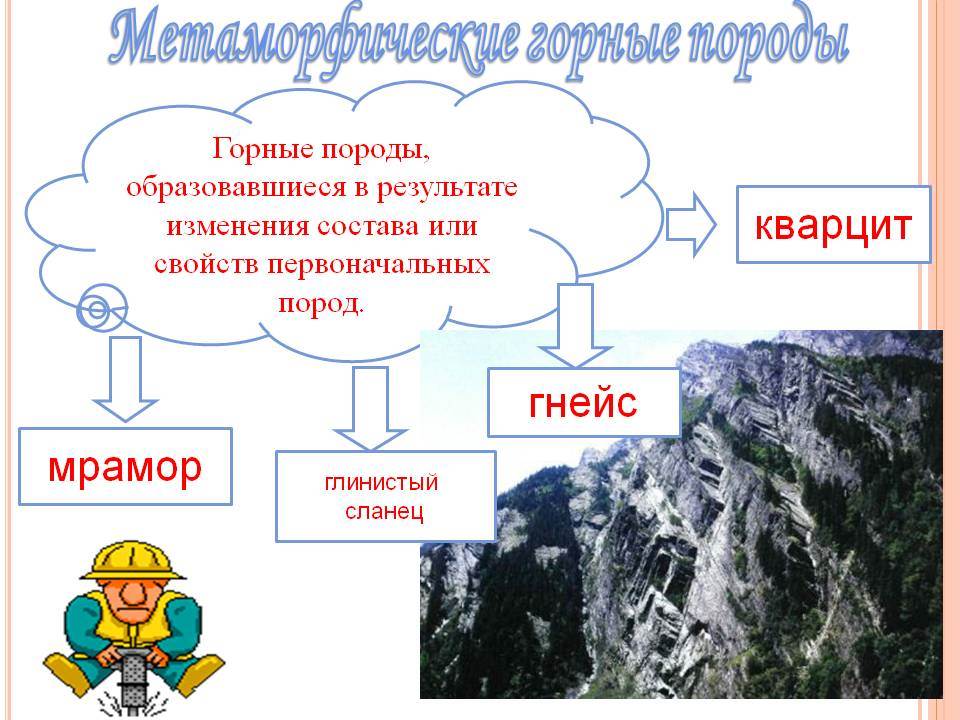 Метаморфические горные породы
Горные породы,
образовавшиеся в результате
изменения состава или
свойств первоначальных
пород.
кварцит
гнейс
мрамор
глинистый
сланец